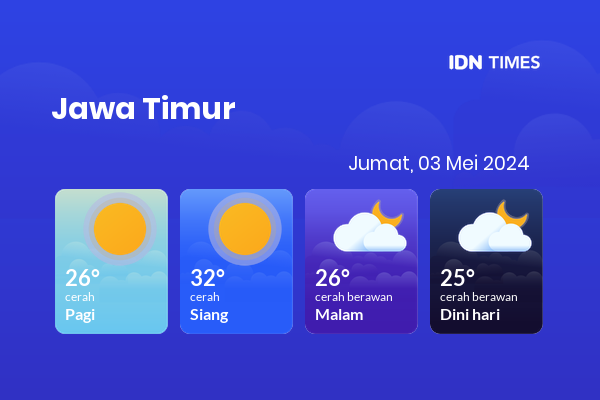 IDN TIMES
Jawa Timur
Jumat, 03 Mei 2024
26°
cerah
Pagi
32°
cerah
Siang
26°
cerah berawan
Malam
25°
cerah berawan
Dini hari